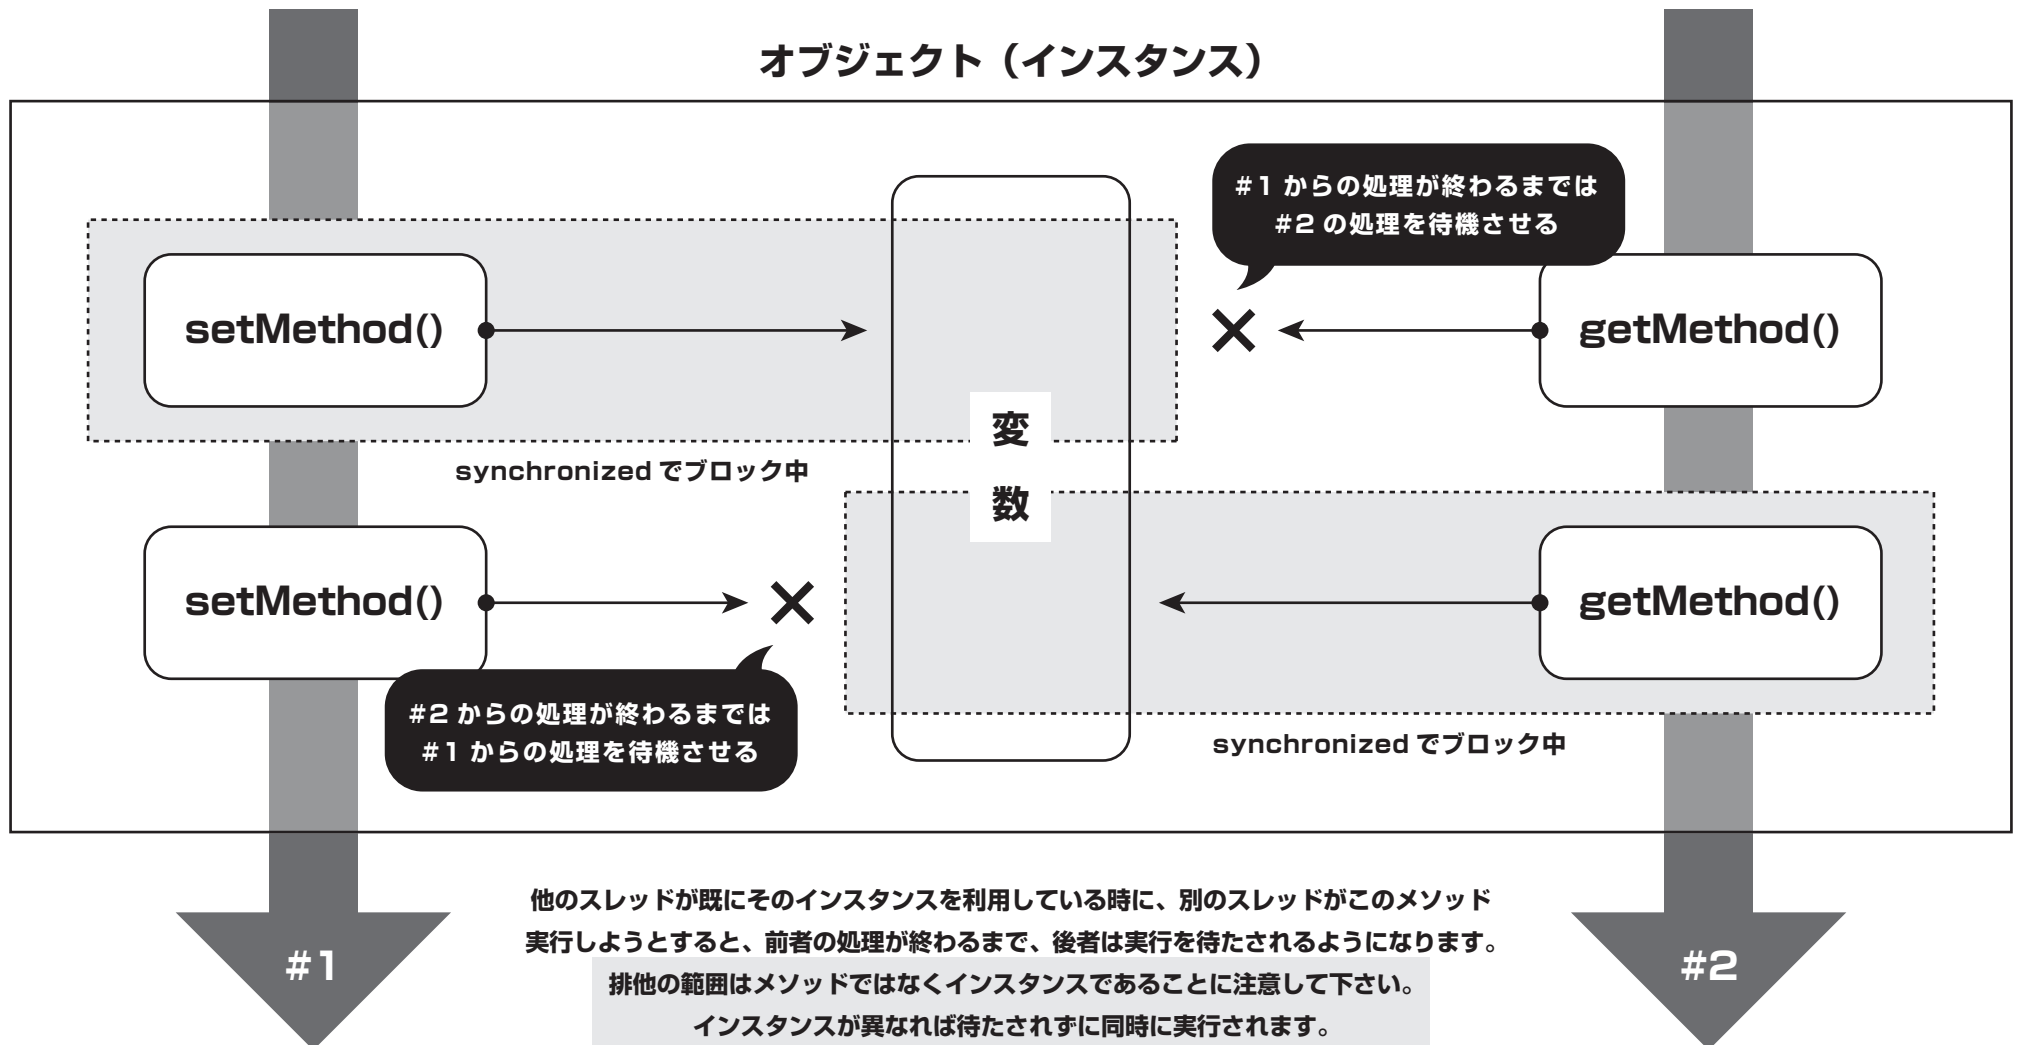 オブジェクト（インスタンス）
#1 からの処理が終わるまでは
#2 の処理を待機させる
setMethod()
getMethod()
変
数
synchronized でブロック中
setMethod()
getMethod()
#2 からの処理が終わるまでは
#1 からの処理を待機させる
synchronized でブロック中
他のスレッドが既にそのインスタンスを利用している時に、別のスレッドがこのメソッド
実行しようとすると、前者の処理が終わるまで、後者は実行を待たされるようになります。
#1
#2
排他の範囲はメソッドではなくインスタンスであることに注意して下さい。
インスタンスが異なれば待たされずに同時に実行されます。